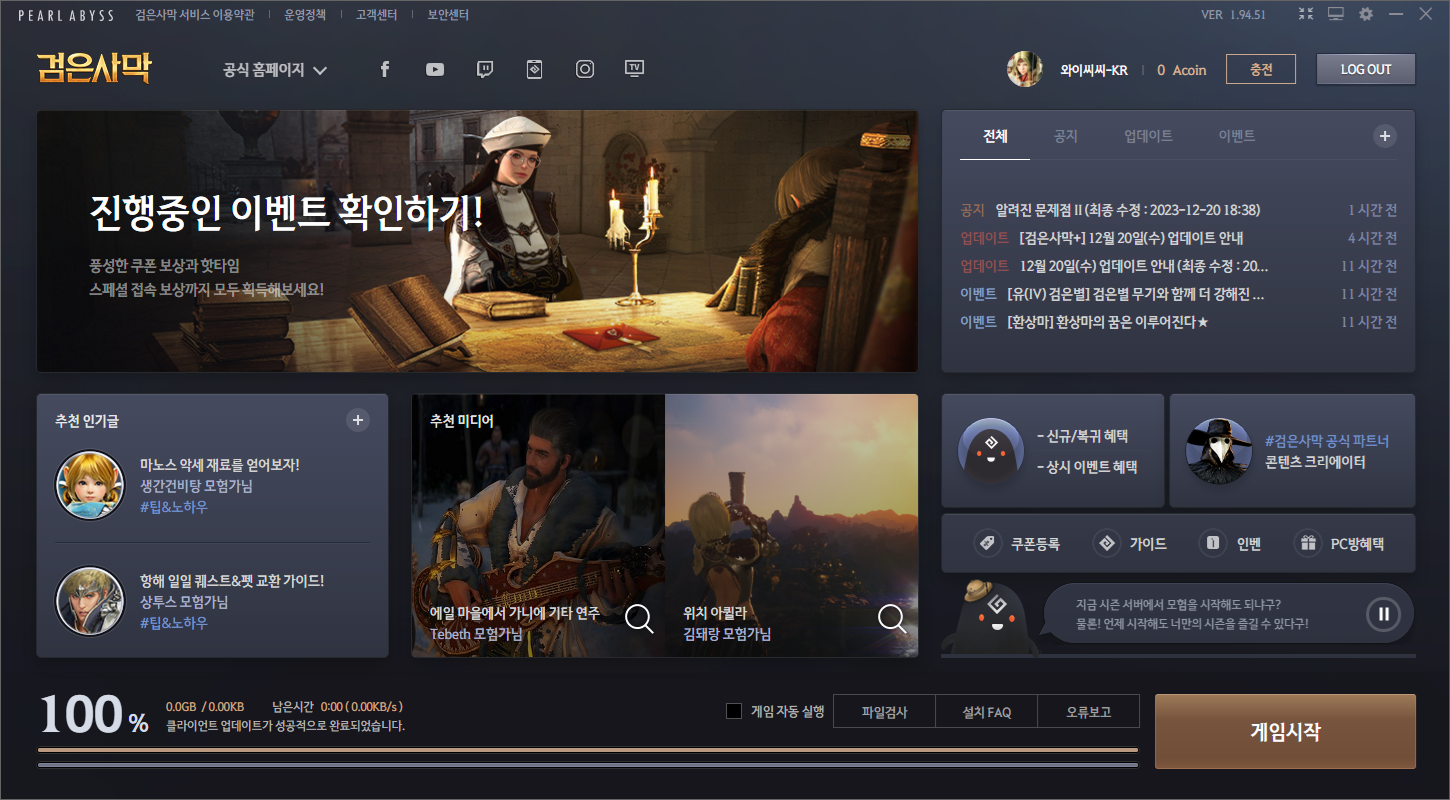 PEARL ABYSS 검은사막 서비스 이용약관 운영정책 고객센터 보안센터 VER 1.94.51
검은사막 공식 홈페이지 TV 와이씨씨-KR 0 Acoin 충전 LOG OUT
진행중인 이벤트 확인하기!
풍성한 쿠폰 보상과 핫타임
스페셜 접속 보상까지 모두 획득해보세요!
전체 공지 업데이트 이벤트
공지 알려진 문제점 II (최종 수정 : 2023-12-20 18:38) 1 시간 전
업데이트 [검은사막+] 12월 20일(수) 업데이트 안내 4 시간 전
업데이트 12월 20일(수) 업데이트 안내 (최종 수정 : 20... 11 시간 전
이벤트 [유(IV) 검은별] 검은별 무기와 함께 더 강해진 ... 11 시간 전
이벤트 [환상마] 환상마의 꿈은 이루어진다★ 11 시간 전
추천 인기글
마노스 악세 재료를 얻어보자!
생간건비탕 모험가님
#팁&노하우
항해 일일 퀘스트&펫 교환 가이드!
상투스 모험가님
#팁&노하우
추천 미디어
에일 마을에서 가니에 기타 연주
Tebeth 모험가님
위치 아퀼라
김돼랑 모험가님
- 신규/복귀 혜택
- 상시 이벤트 혜택
#검은사막 공식 파트너
콘텐츠 크리에이터
쿠폰등록 가이드 인벤 PC방혜택
지금 시즌 서버에서 모험을 시작해도 되냐구?
물론! 언제 시작해도 너만의 시즌을 즐길 수 있다구!
100 %
0.0GB / 0.00KB 남은시간 0:00 ( 0.00KB/s )
클라이언트 업데이트가 성공적으로 완료되었습니다.
게임 자동 실행 파일검사 설치 FAQ 오류보고
게임시작